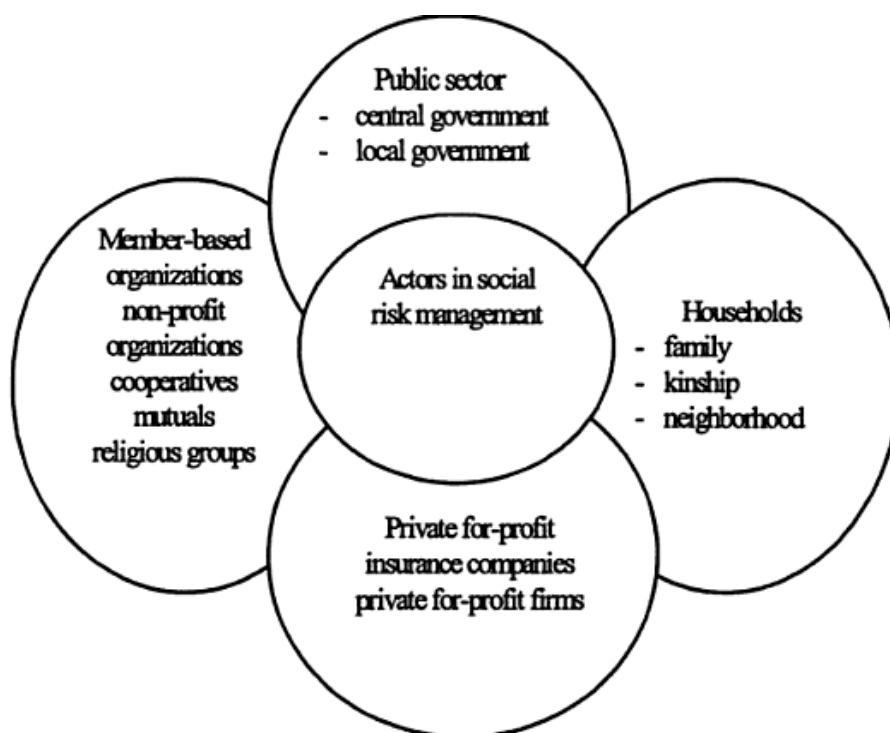 Public sector
- central government
- local government
Member-based
organizations
non-profit
organizations
cooperatives
mutuals
religious groups
Actors in social
risk management
Households
- family
- kinship
- neighborhood
Private for-profit
insurance companies
private for-profit firms